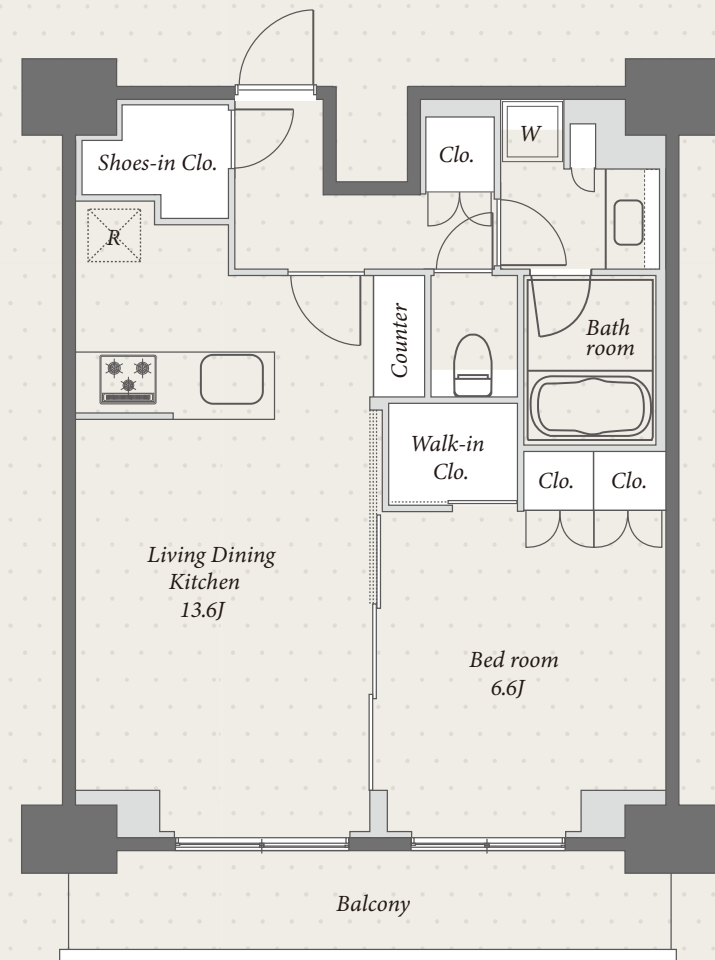 W
Clo.
Shoes-in Clo.
R
Counter
Bath
room
Walk-in
Clo.
Clo.
Clo.
Living Dining
Kitchen
13.6J
Bed room
6.6J
Balcony